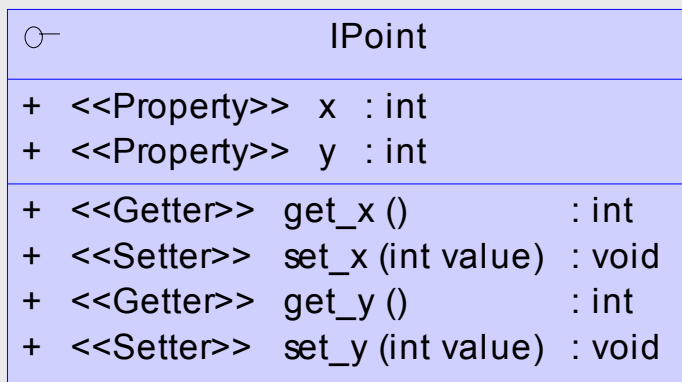 IPoint
+ <<Property>> x : int
+ <<Property>> y : int
+ <<Getter>> get_x () : int
+ <<Setter>> set_x (int value) : void
+ <<Getter>> get_y () : int
+ <<Setter>> set_y (int value) : void